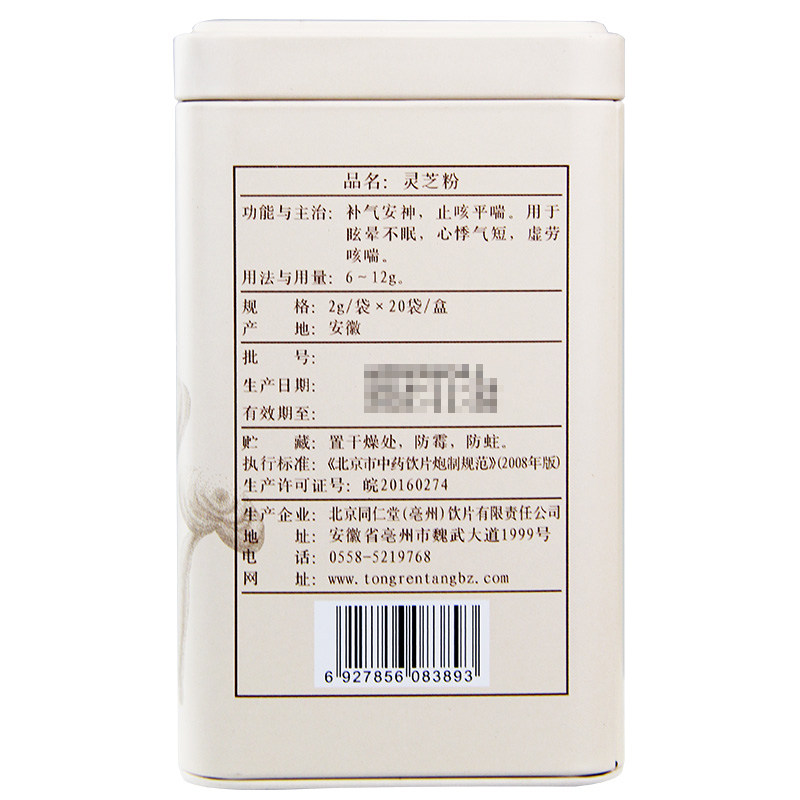 品名：灵芝粉
功能与主治：补气安神，止咳平喘。用于
眩晕不眠，心悸气短，虚劳
咳喘。
用法与用量：6～12g。
规 格：2g/袋×20袋/盒
产 地：安徽
批 号：
生产日期：
有效期至：
贮 藏：置干燥处，防霉，防蛀。
执行标准：《北京市中药饮片炮制规范》(2008年版)
生产许可证号：皖20160274
生产企业：北京同仁堂(亳州)饮片有限责任公司
地 址：安徽省亳州市魏武大道1999号
电 话：0558-5219768
网 址：www.tongrentangbz.com
6 927856 083893